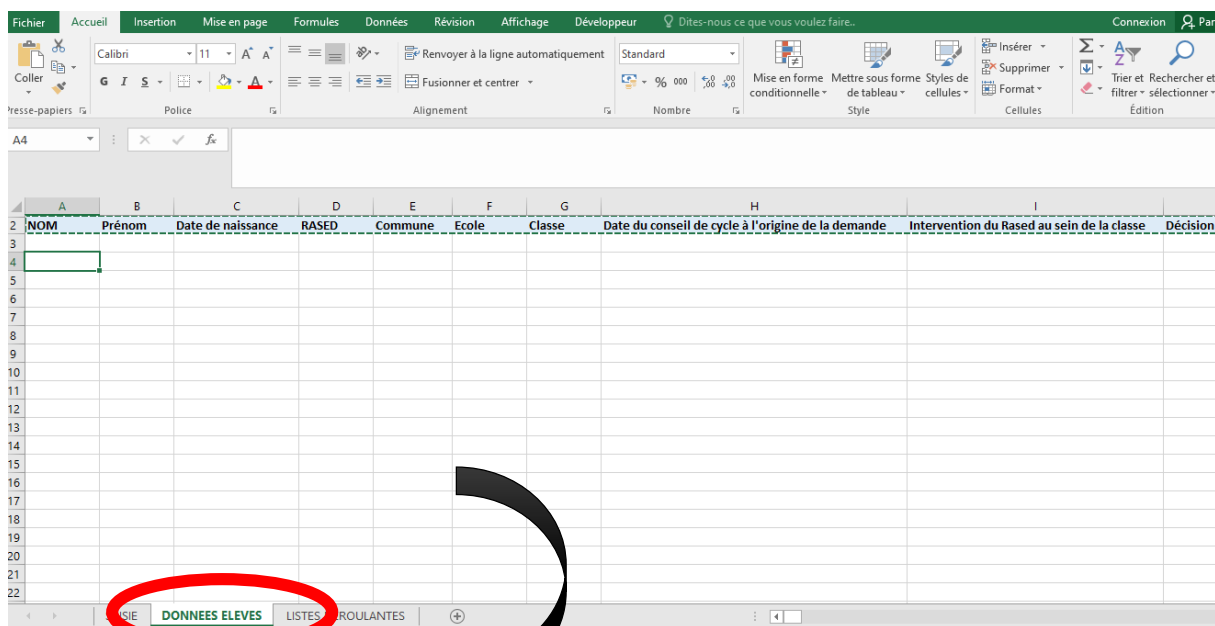 Fichier Accueil Insertion Mise en page Formules Données Révision Affichage Développeur Dites-nous ce que vous voulez faire.. Connexion Par
Calibri 11 A A Renvoyer à la ligne automatiquement Standard Insérer Σ
Coller G I S A Fusionner et centrer % 000 Mise en forme Mettre sous forme Styles de Supprimer Trier et Rechercher et
conditionnelle de tableau cellules Format filtrer sélectionner
Presse-papiers Police Alignement Nombre Style Cellules Édition
A4 fx
A B C D E F G H I
2 NOM Prénom Date de naissance RASED Commune Ecole Classe Date du conseil de cycle à l'origine de la demande Intervention du Rased au sein de la classe Décision
3
4
5
6
7
8
9
10
11
12
13
14
15
16
17
18
19
20
21
22
DONNEES ELEVES LISTES